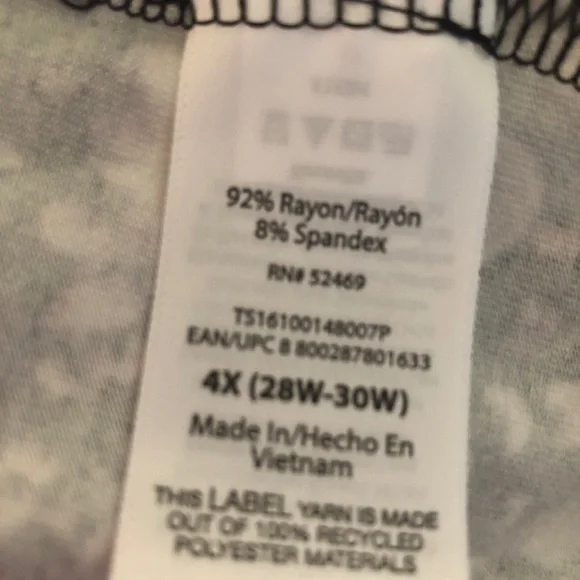 92% Rayon/Rayón
8% Spandex
RN# 52469
TS16100148007P
EAN/UPC 8 800287801633
4X (28W-30W)
Made In/Hecho En
Vietnam
THIS LABEL YARN IS MADE
OUT OF 100% RECYCLED
POLYESTER MATERIALS